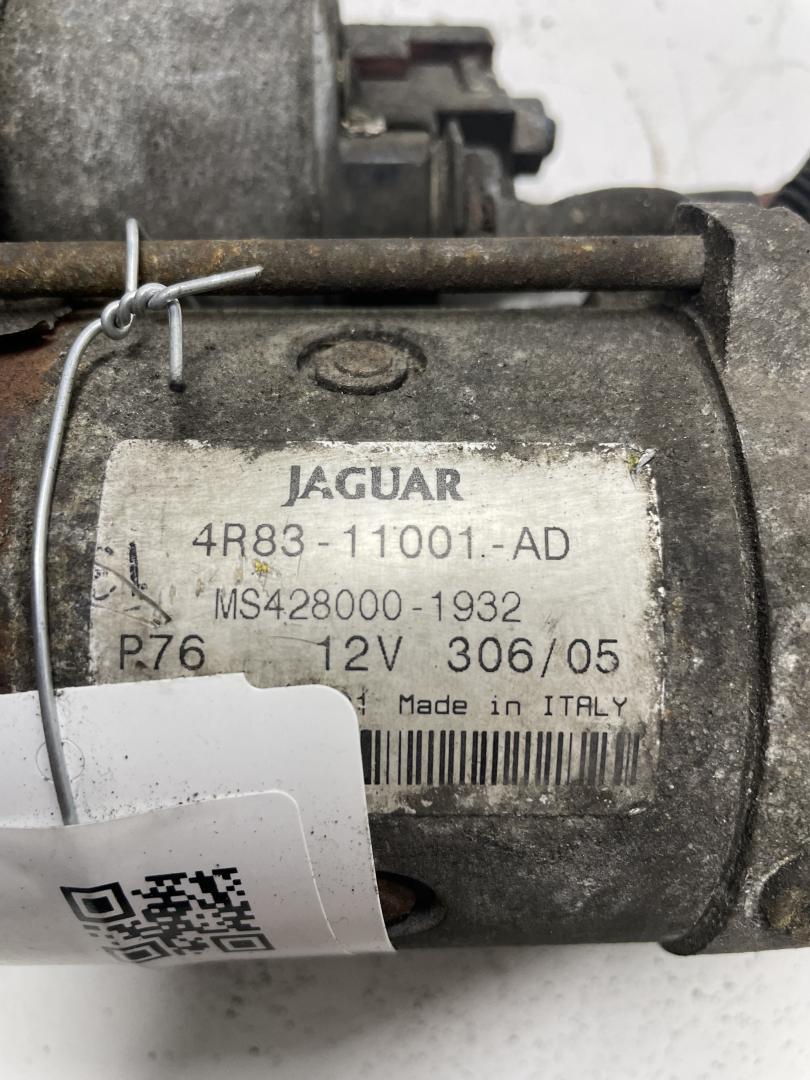 JAGUAR
4R83-11001-AD
MS428000-1932
P76 12V 306/05
Made in ITALY